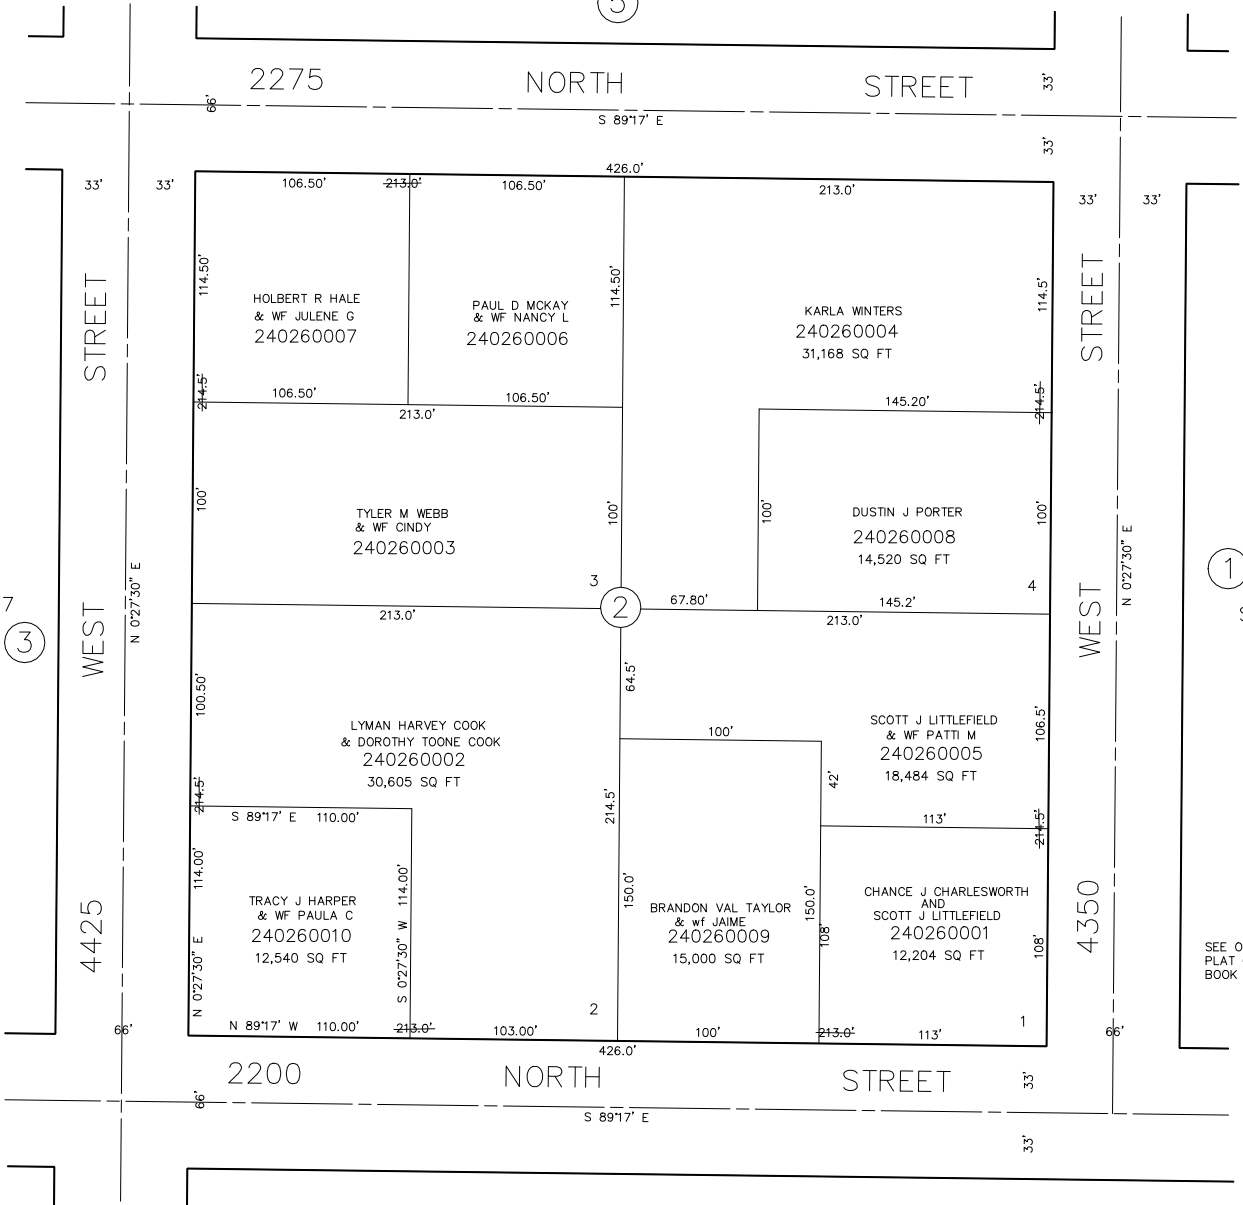 5
2275 NORTH STREET
66'
33'
S 89°17' E
33'
426.0'
33'
33'
106.50'
213.0'
106.50'
213.0'
33'
33'
114.50'
114.50'
114.5'
STREET
STREET
HOLBERT R HALE
& WF JULENE G
240260007
PAUL D MCKAY
& WF NANCY L
240260006
KARLA WINTERS
240260004
31,168 SQ FT
214.5'
106.50'
213.0'
106.50'
145.20'
214.5'
100'
100'
100'
100'
TYLER M WEBB
& WF CINDY
240260003
DUSTIN J PORTER
240260008
14,520 SQ FT
N 0°27'30" E
N 0°27'30" E
1
7
3
3
2
4
67.80'
145.2'
213.0'
213.0'
WEST
WEST
64.5'
100.50'
106.5'
LYMAN HARVEY COOK
& DOROTHY TOONE COOK
240260002
30,605 SQ FT
100'
SCOTT J LITTLEFIELD
& WF PATTI M
240260005
18,484 SQ FT
42'
214.5'
214.5'
214.5'
S 89°17' E 110.00'
113'
114.00'
S 0°27'30" W 114.00'
150.0'
150.0'
108'
108'
TRACY J HARPER
& WF PAULA C
240260010
12,540 SQ FT
BRANDON VAL TAYLOR
& wf JAIME
240260009
15,000 SQ FT
CHANCE J CHARLESWORTH
AND
SCOTT J LITTLEFIELD
240260001
12,204 SQ FT
4425
4350
N 0°27'30" E
SEE O
PLAT
BOOK
2
1
66'
N 89°17' W 110.00'
213.0'
103.00'
100'
213.0'
113'
66'
426.0'
2200 NORTH STREET
33'
66'
S 89°17' E
33'